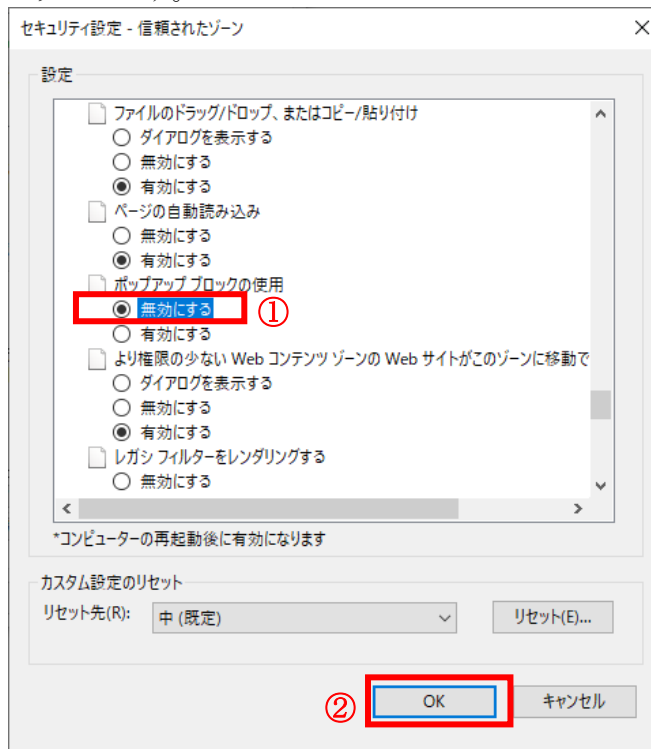 セキュリティ設定 - 信頼されたゾーン
設定
ファイルのドラッグ/ドロップ、またはコピー/貼り付け
ダイアログを表示する
無効にする
有効にする
ページの自動読み込み
無効にする
有効にする
ポップアップ ブロックの使用
無効にする ①
有効にする
より権限の少ない Web コンテンツ ゾーンの Web サイトがこのゾーンに移動で
ダイアログを表示する
無効にする
有効にする
レガシ フィルターをレンダリングする
無効にする
*コンピューターの再起動後に有効になります
カスタム設定のリセット
リセット先(R): 中 (既定) リセット(E)...
② OK キャンセル